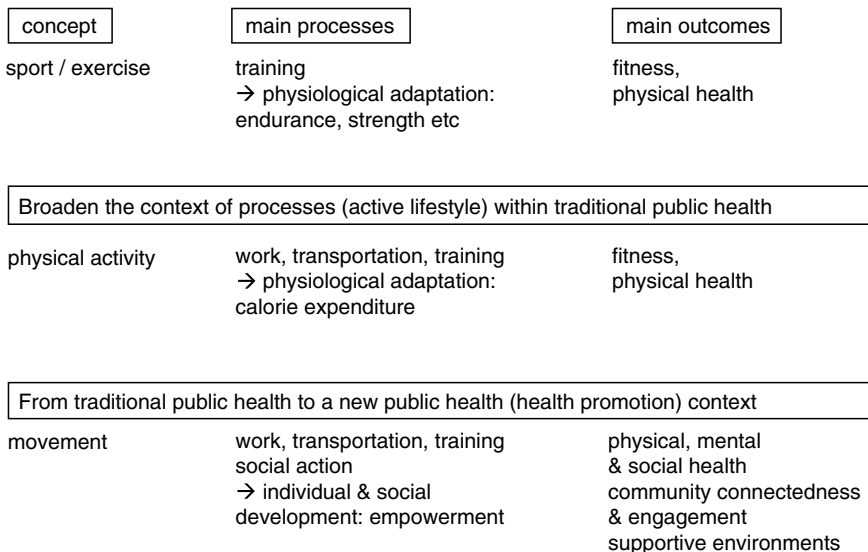 concept main processes main outcomes
sport / exercise training fitness,
→ physiological adaptation: physical health
endurance, strength etc
Broaden the context of processes (active lifestyle) within traditional public health
physical activity work, transportation, training fitness,
→ physiological adaptation: physical health
calorie expenditure
From traditional public health to a new public health (health promotion) context
movement work, transportation, training physical, mental
social action & social health
→ individual & social community connectedness
development: empowerment & engagement
supportive environments